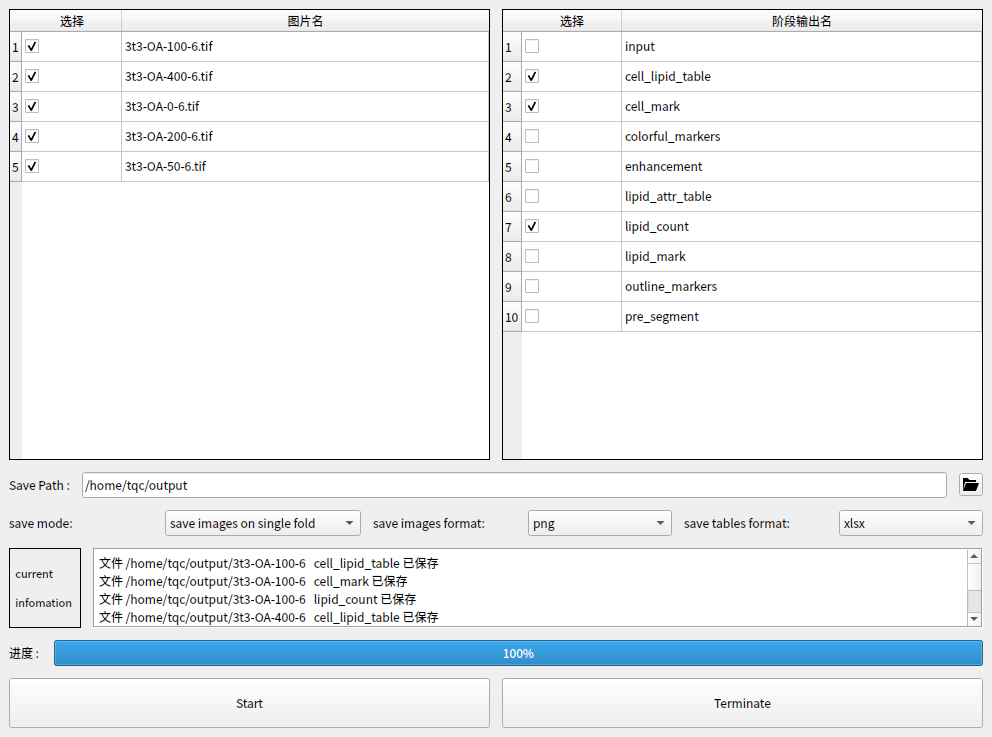 选择 图片名
1 3t3-OA-100-6.tif
2 3t3-OA-400-6.tif
3 3t3-OA-0-6.tif
4 3t3-OA-200-6.tif
5 3t3-OA-50-6.tif
选择 阶段输出名
1 input
2 cell_lipid_table
3 cell_mark
4 colorful_markers
5 enhancement
6 lipid_attr_table
7 lipid_count
8 lipid_mark
9 outline_markers
10 pre_segment
Save Path : /home/tqc/output
save mode: save images on single fold save images format: png save tables format: xlsx
current
infomation
文件 /home/tqc/output/3t3-OA-100-6 cell_lipid_table 已保存
文件 /home/tqc/output/3t3-OA-100-6 cell_mark 已保存
文件 /home/tqc/output/3t3-OA-100-6 lipid_count 已保存
文件 /home/tqc/output/3t3-OA-400-6 cell_lipid_table 已保存
进度 : 100%
Start Terminate